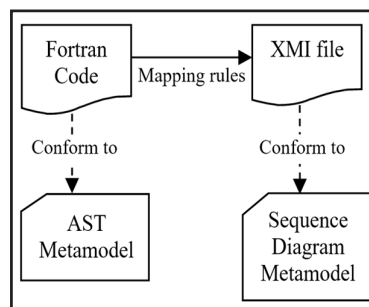 Fortran
Code
Mapping rules
XMI file
Conform to
Conform to
AST
Metamodel
Sequence
Diagram
Metamodel